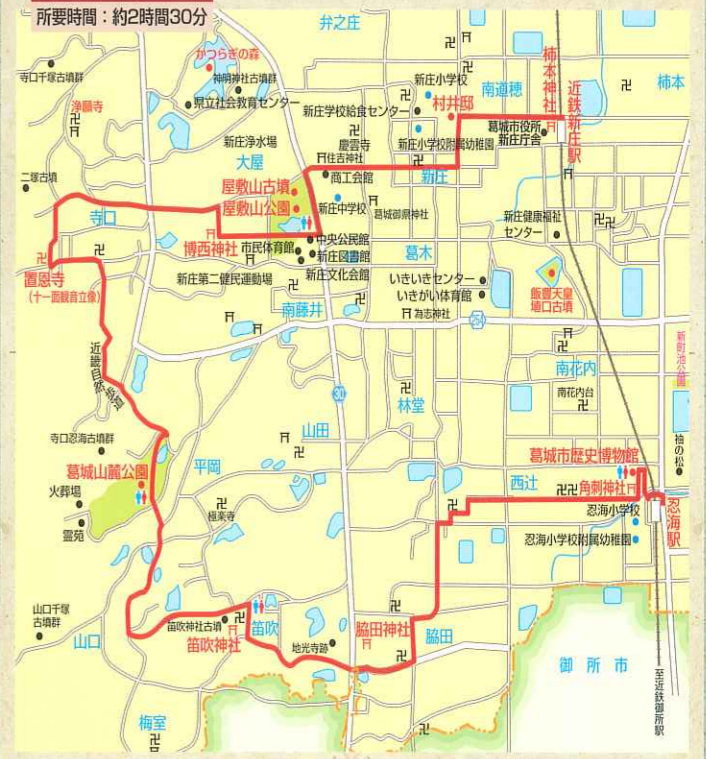 所要時間：約2時間30分
弁之庄
かつらぎの森
寺口千塚古墳群
神明神社古墳群
県立社会教育センター
浄願寺
新庄小学校
南道穂
柿本神社
近鉄新庄駅
柿本
新庄学校給食センター
村井邸
新庄浄水場
慶雲寺
新庄小学校附属幼稚園
葛城市役所
新庄庁舎
大屋
住吉神社
商工会館
新庄
二塚古墳
屋敷山古墳
屋敷山公園
新庄中学校
葛城御県神社
寺口
新庄健康福祉
センター
博西神社
市民体育館
中央公民館
新庄図書館
新庄文化会館
葛木
置恩寺
(十一面観音立像)
新庄第二健民運動場
いきいきセンター
いきがい体育館
飯豊天皇
埴口古墳
南藤井
為志神社
254
新町池公園
近畿自然歩道
30
南花内
南花内台
林堂
山田
寺口忍海古墳群
平岡
葛城市歴史博物館
柚の松
葛城山麓公園
西辻
角刺神社
火葬場
極楽寺
忍海小学校
忍海駅
霊苑
忍海小学校附属幼稚園
山口千塚
古墳群
笛吹神社古墳
笛吹
脇田神社
脇田
山口
笛吹神社
地光寺跡
御所市
至近鉄御所駅
梅室